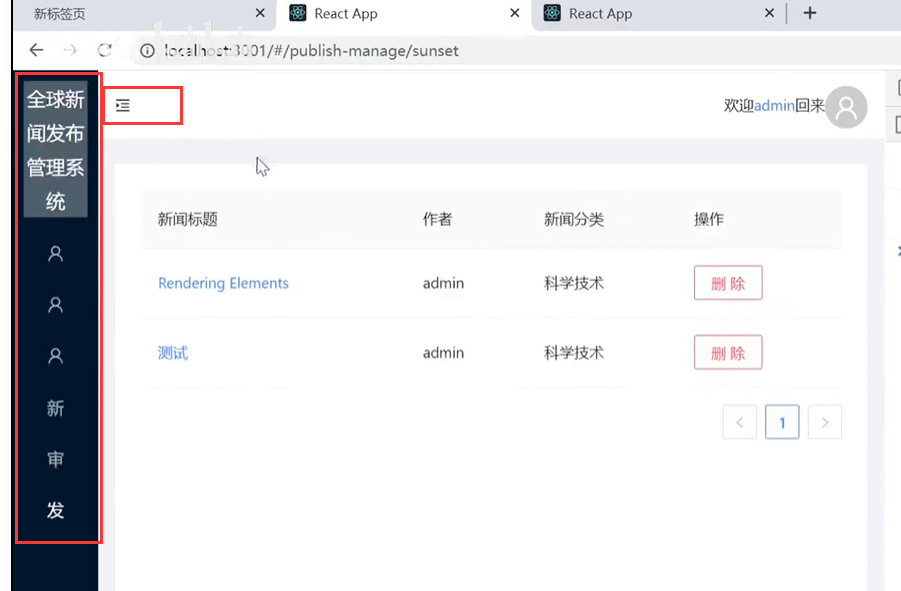 新标签页
React App
React App
localhost:3001/#/publish-manage/sunset
全球新
闻发布
管理系
统
欢迎admin回来
新闻标题 作者 新闻分类 操作
Rendering Elements admin 科学技术 删 除
测试 admin 科学技术 删 除
1
新
审
发